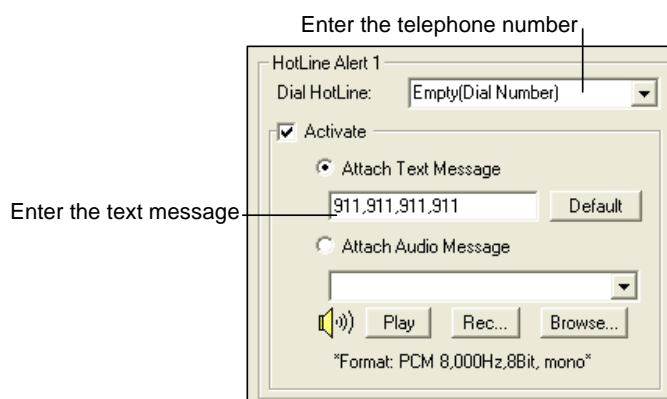 Enter the telephone number
HotLine Alert 1
Dial HotLine: Empty(Dial Number)
Activate
Attach Text Message
Enter the text message
911,911,911,911 Default
Attach Audio Message
Play Rec... Browse...
"Format: PCM 8,000Hz,8Bit, mono"